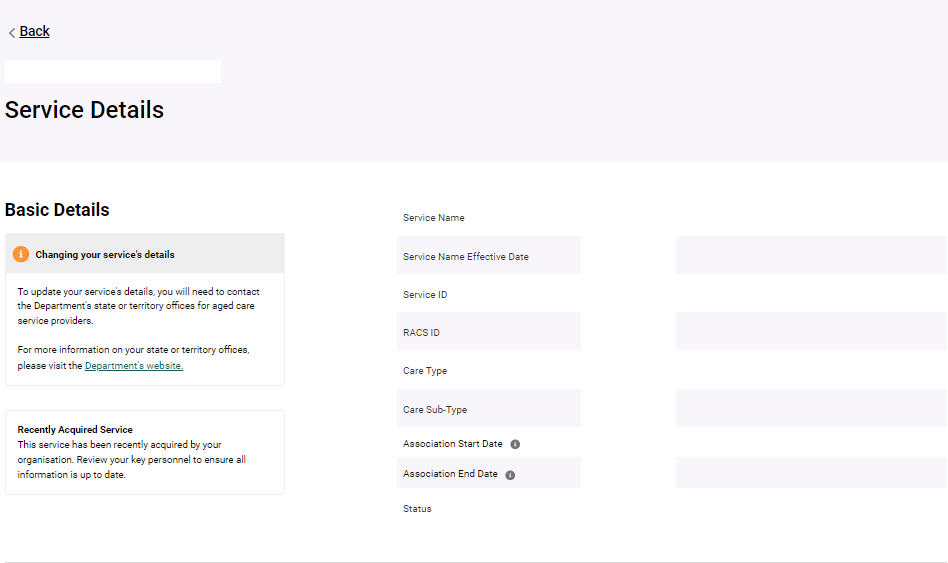 Back
Service Details
Basic Details
Changing your service's details
To update your service's details, you will need to contact
the Department's state or territory offices for aged care
service providers.
For more information on your state or territory offices,
please visit the Department's website.
Recently Acquired Service
This service has been recently acquired by your
organisation. Review your key personnel to ensure all
information is up to date.
Service Name
Service Name Effective Date
Service ID
RACS ID
Care Type
Care Sub-Type
Association Start Date
Association End Date
Status